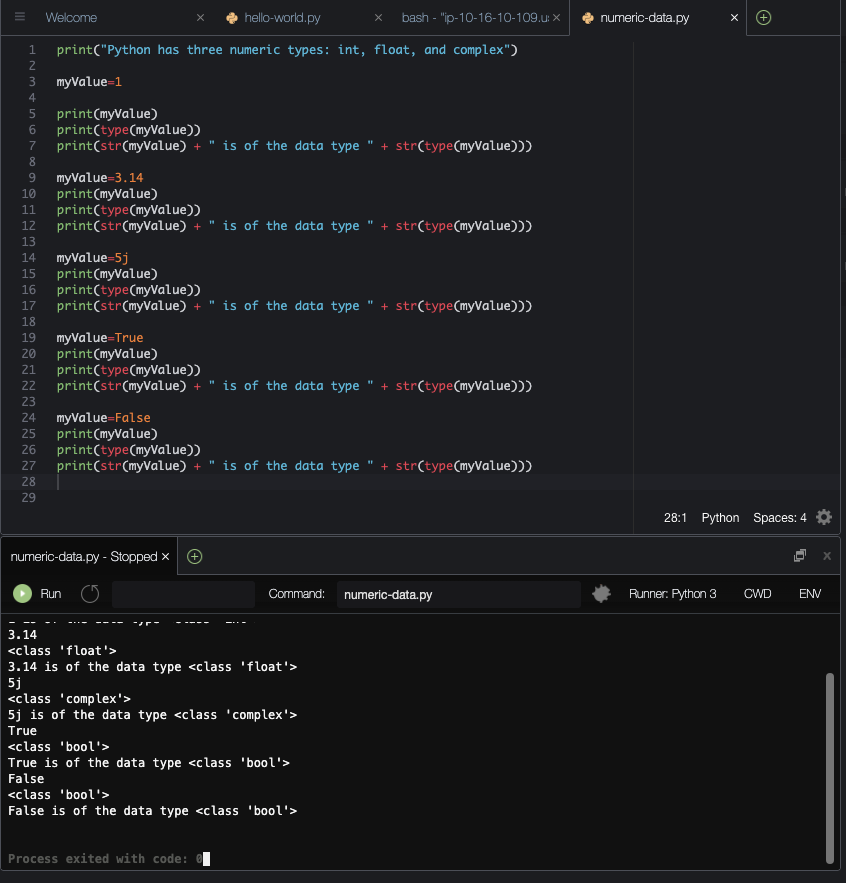 Welcome
hello-world.py
bash - "ip-10-16-10-109.u
numeric-data.py
1 print("Python has three numeric types: int, float, and complex")
2
3 myValue=1
4
5 print(myValue)
6 print(type(myValue))
7 print(str(myValue) + " is of the data type " + str(type(myValue)))
8
9 myValue=3.14
10 print(myValue)
11 print(type(myValue))
12 print(str(myValue) + " is of the data type " + str(type(myValue)))
13
14 myValue=5j
15 print(myValue)
16 print(type(myValue))
17 print(str(myValue) + " is of the data type " + str(type(myValue)))
18
19 myValue=True
20 print(myValue)
21 print(type(myValue))
22 print(str(myValue) + " is of the data type " + str(type(myValue)))
23
24 myValue=False
25 print(myValue)
26 print(type(myValue))
27 print(str(myValue) + " is of the data type " + str(type(myValue)))
28
29
28:1 Python Spaces: 4
numeric-data.py - Stopped
Run Command: numeric-data.py Runner: Python 3 CWD ENV
3.14
<class 'float'>
3.14 is of the data type <class 'float'>
5j
<class 'complex'>
5j is of the data type <class 'complex'>
True
<class 'bool'>
True is of the data type <class 'bool'>
False
<class 'bool'>
False is of the data type <class 'bool'>
Process exited with code: 0